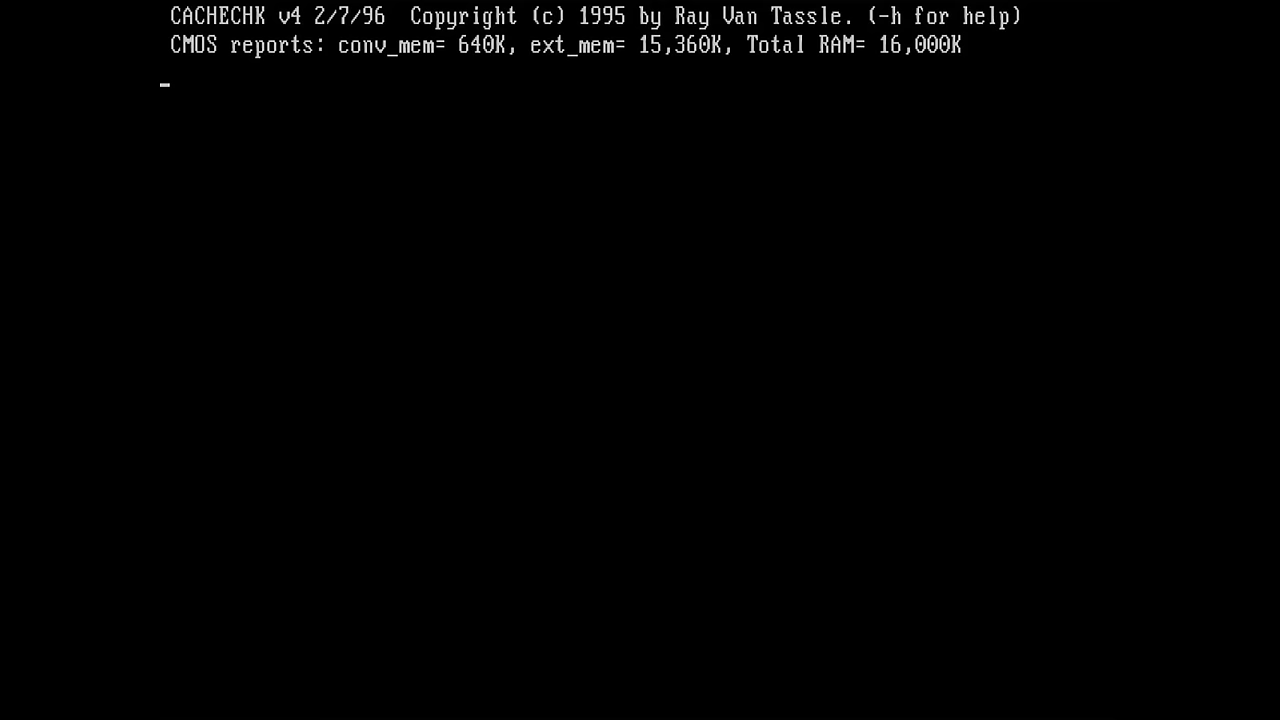 CACHECHK v4 2/7/96  Copyright (c) 1995 by Ray Van Tassle. (-h for help)
CMOS reports: conv_mem= 640K, ext_mem= 15,360K, Total RAM= 16,000K